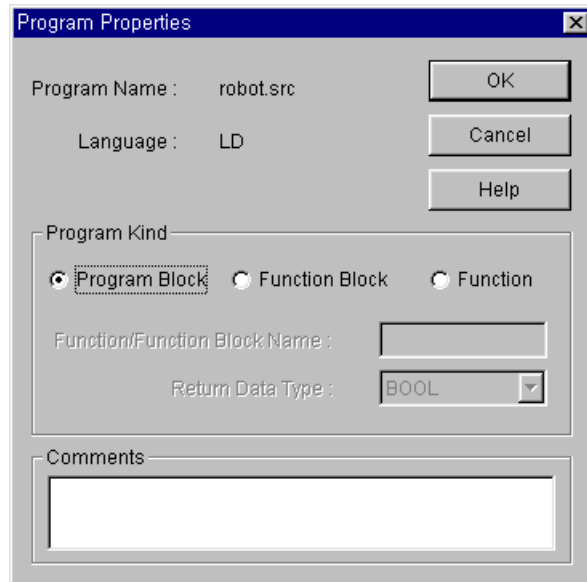 Program Properties
Program Name : robot.src
OK
Language : LD
Cancel
Help
Program Kind
Program Block Function Block Function
Function/Function Block Name :
Return Data Type : BOOL
Comments